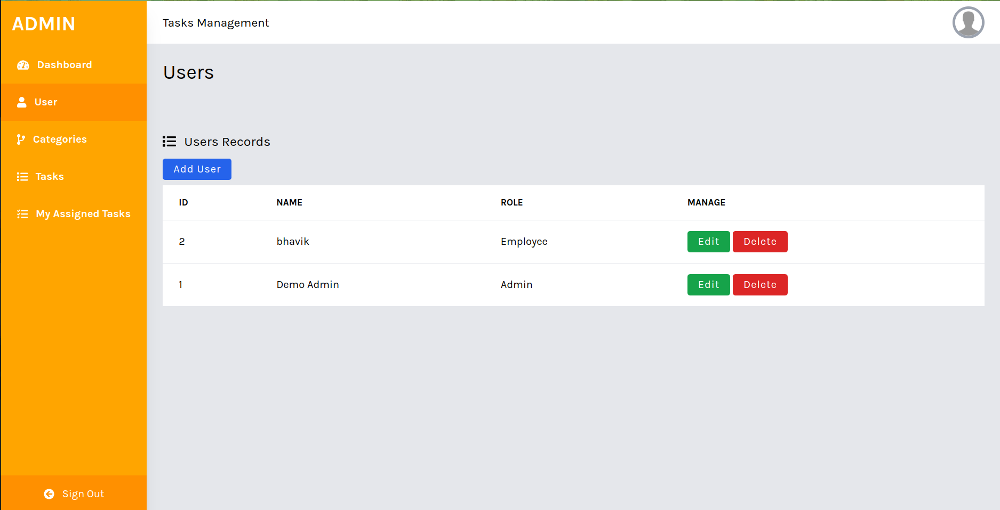 ADMIN
Tasks Management
Dashboard
User
Categories
Tasks
My Assigned Tasks
Sign Out
Users
Users Records
Add User
ID NAME ROLE MANAGE
2 bhavik Employee Edit Delete
1 Demo Admin Admin Edit Delete